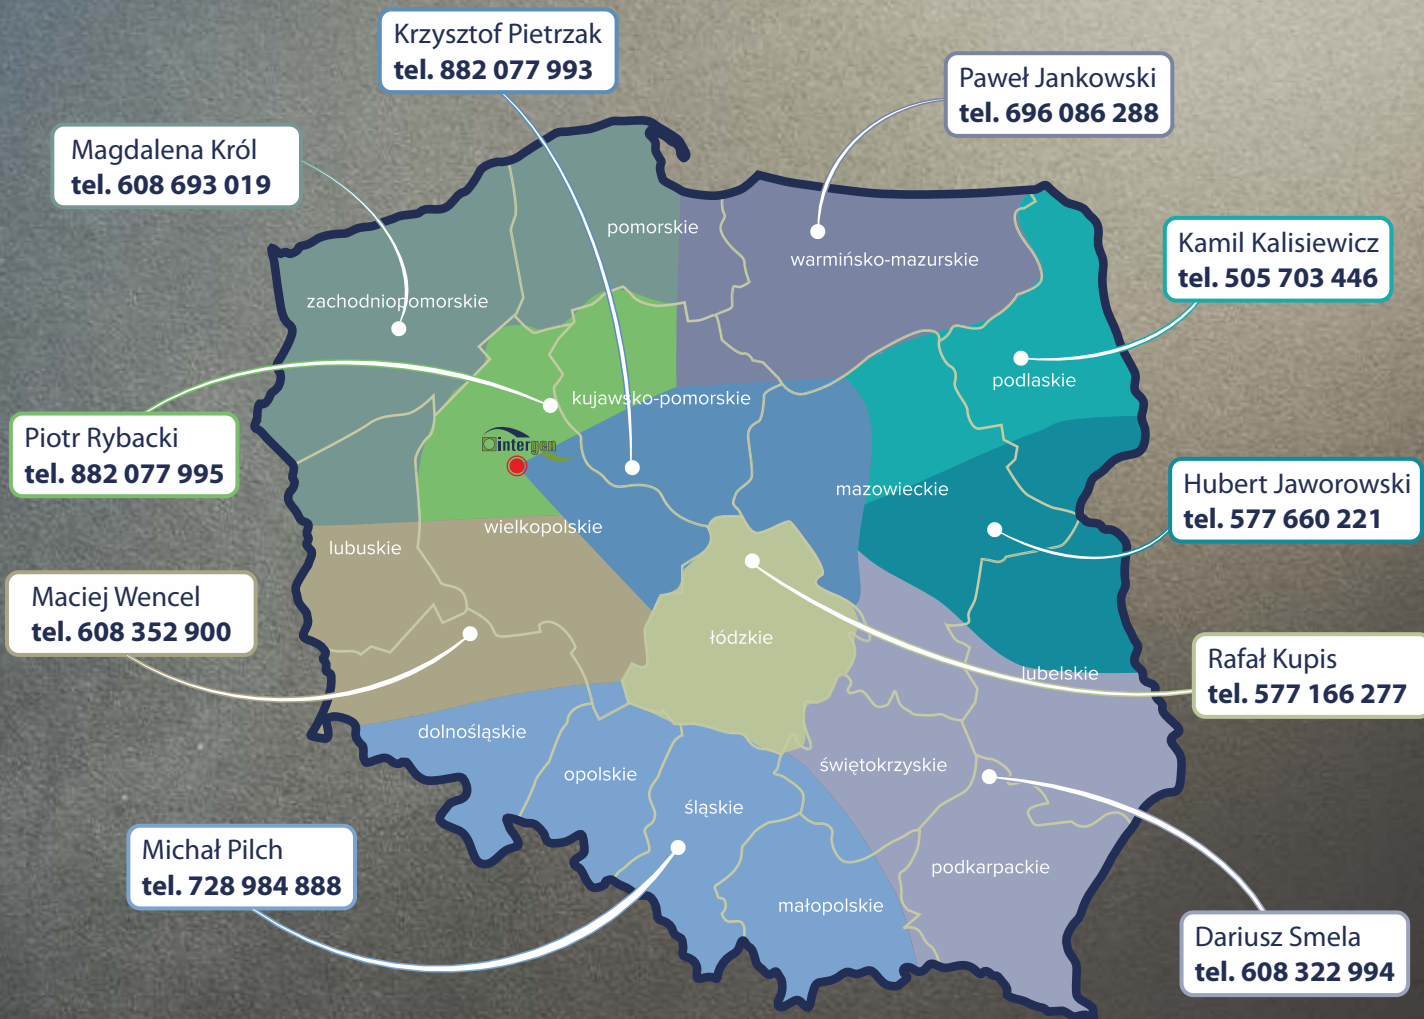 Krzysztof Pietrzak
tel. 882 077 993
Paweł Jankowski
tel. 696 086 288
Magdalena Król
tel. 608 693 019
Kamil Kalisiewicz
tel. 505 703 446
Piotr Rybacki
tel. 882 077 995
Hubert Jaworowski
tel. 577 660 221
Maciej Wencel
tel. 608 352 900
Rafał Kupis
tel. 577 166 277
Michał Pilch
tel. 728 984 888
Dariusz Smela
tel. 608 322 994
pomorskie
warmińsko-mazurskie
zachodniopomorskie
podlaskie
kujawsko-pomorskie
intergen
mazowieckie
wielkopolskie
lubuskie
łódzkie
lubelskie
dolnośląskie
opolskie
świętokrzyskie
śląskie
podkarpackie
małopolskie